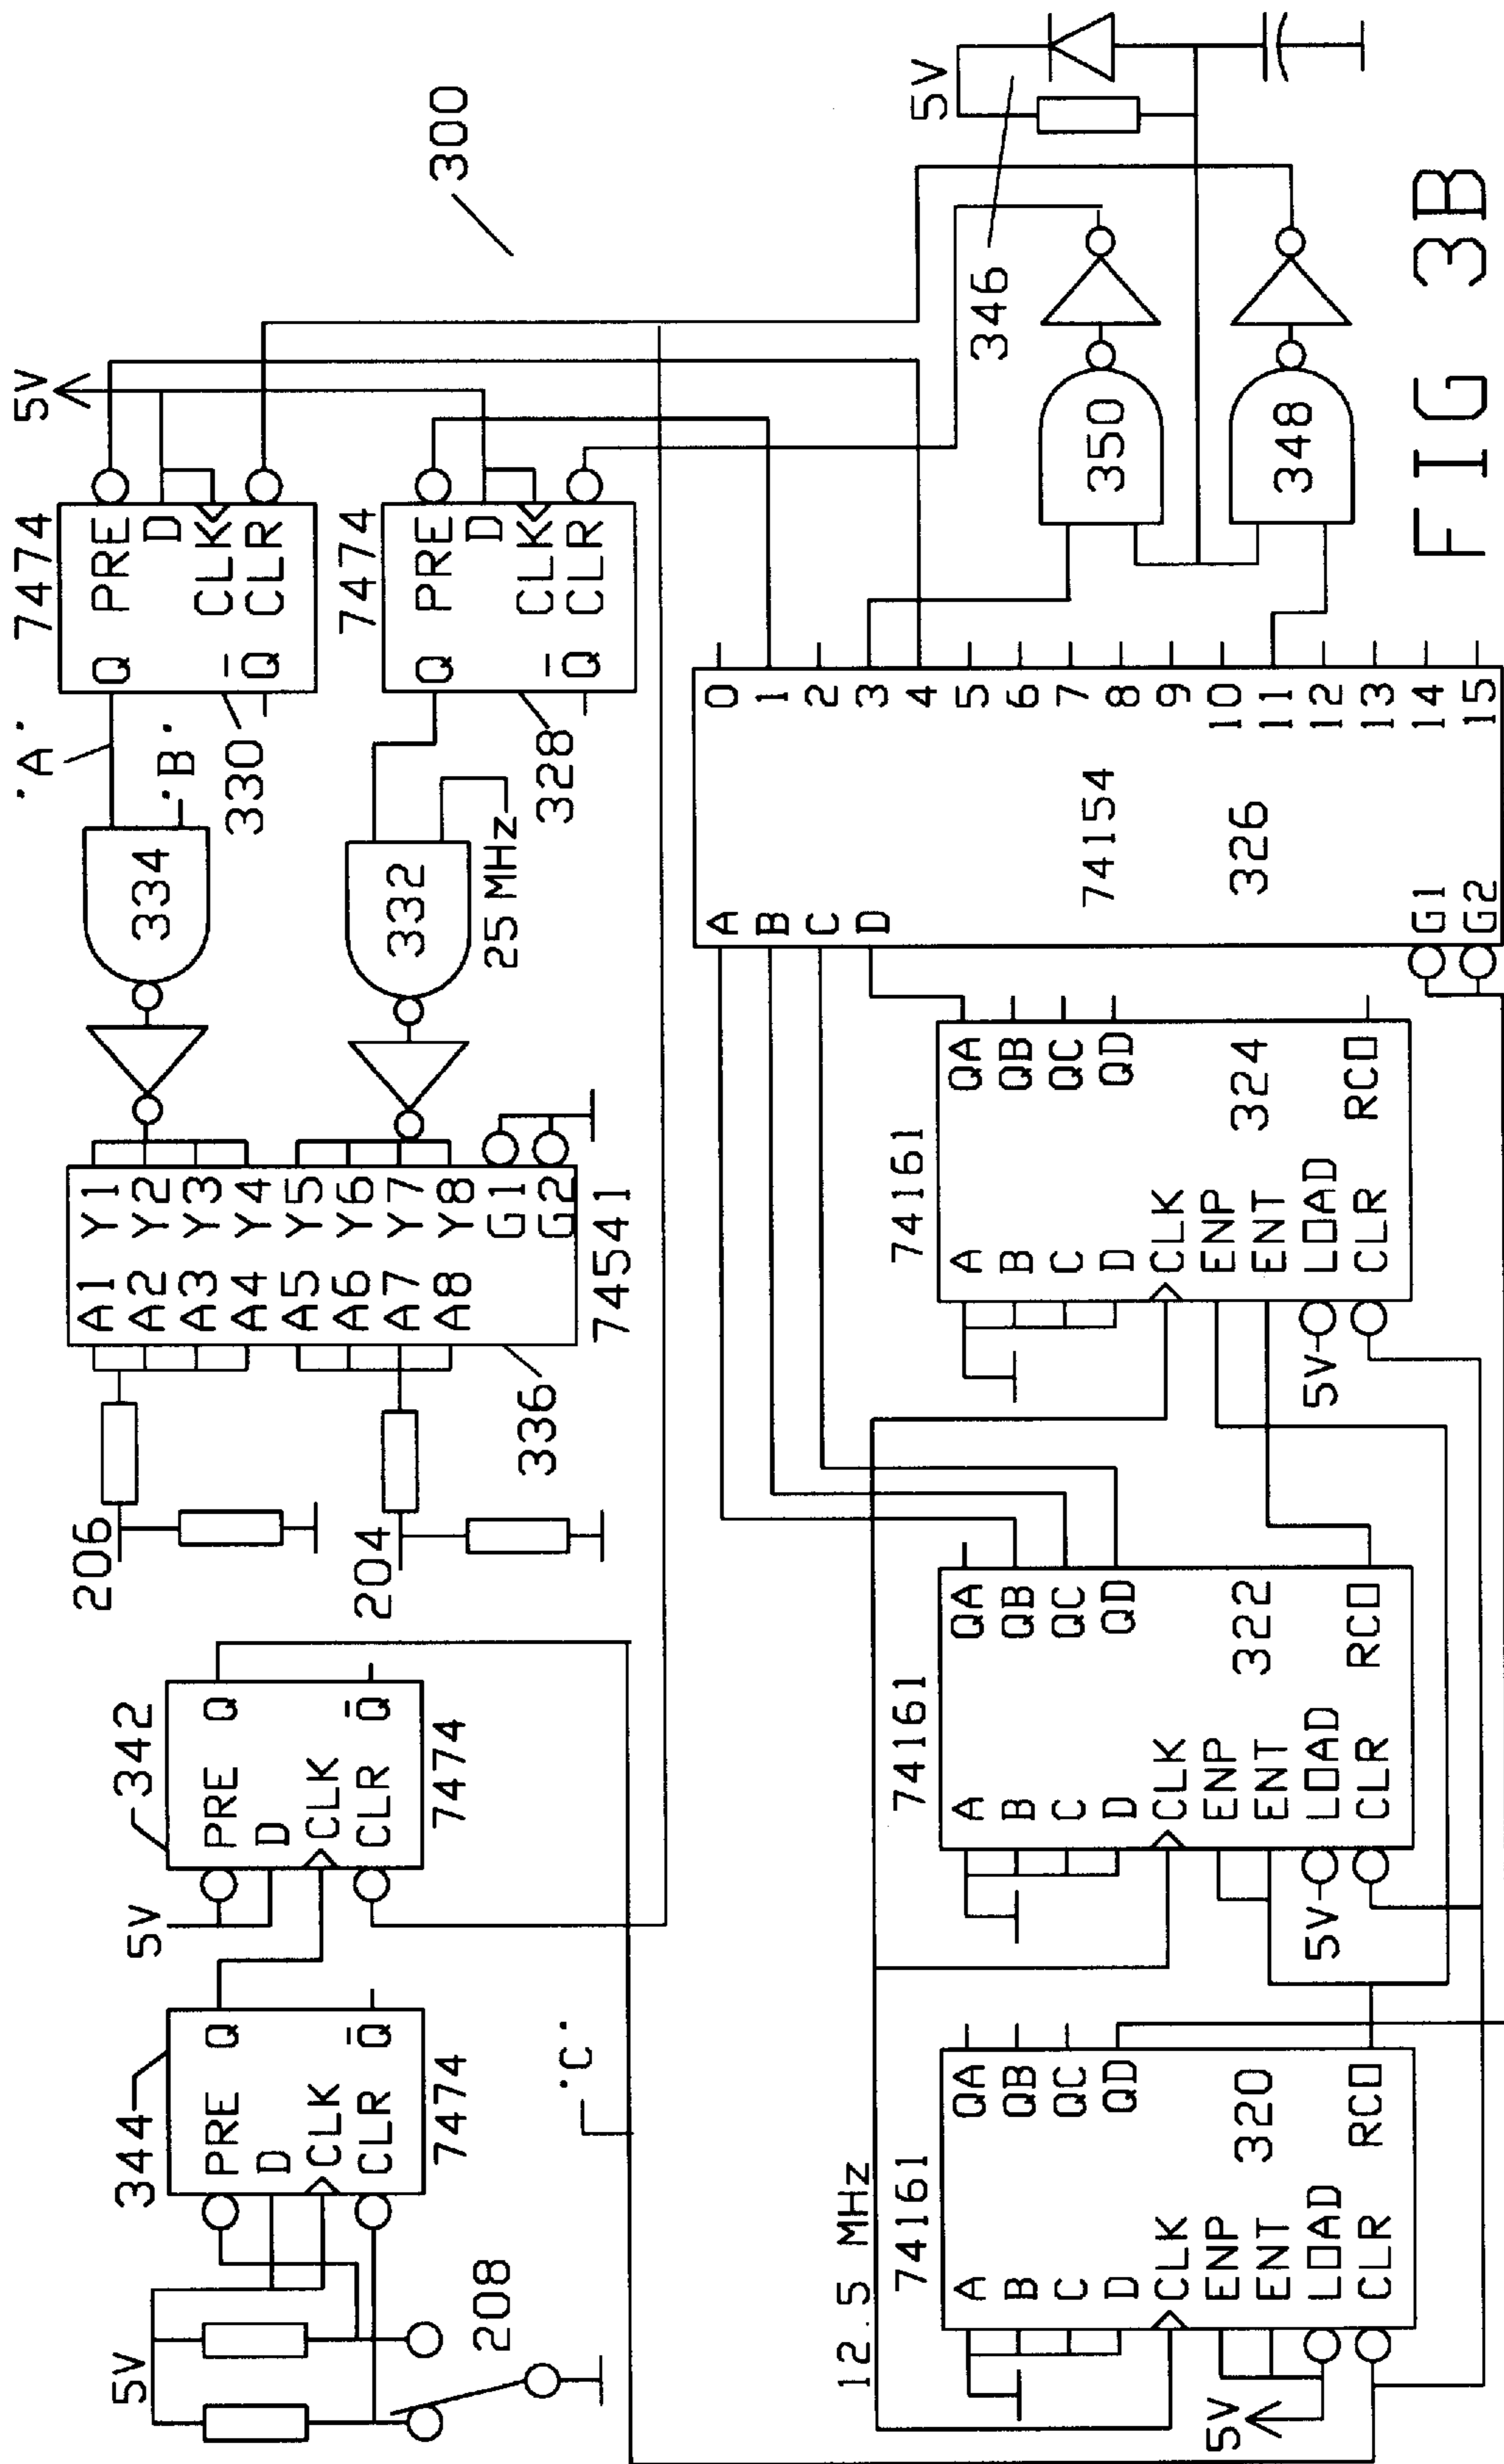 5V
344
PRE Q
D
CLK
CLR Q
7474
208
5V
342
PRE Q
D
CLK
CLR Q
7474
'C'
206
204
A1 Y1
A2 Y2
A3 Y3
A4 Y4
A5 Y5
A6 Y6
A7 Y7
A8 Y8
G1
G2
74541
336
334
'A'
'B'
332
25 MHz
7474
Q PRE
D
CLK
Q CLR
330
5V
7474
Q PRE
D
CLK
Q CLR
328
300
12.5 MHz
74161
A QA
B QB
C QC
D QD
CLK
ENP 320
ENT
LOAD RCO
CLR
5V
74161
A QA
B QB
C QC
D QD
CLK
ENP 322
ENT
LOAD RCO
CLR
5V
74161
A QA
B QB
C QC
D QD
CLK
ENP 324
ENT
LOAD RCO
CLR
5V
A 0
B 1
C 2
D 3
4
5
6
7
8
9
10
11
12
13
G1 14
G2 15
74154
326
350
348
346
5V
FIG 3B